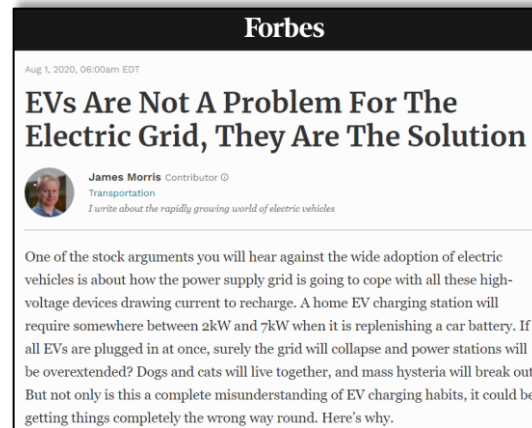 Forbes
Aug 1, 2020, 06:00am EDT
EVs Are Not A Problem For The
Electric Grid, They Are The Solution
James Morris Contributor ⓘ
Transportation
I write about the rapidly growing world of electric vehicles
One of the stock arguments you will hear against the wide adoption of electric
vehicles is about how the power supply grid is going to cope with all these high-
voltage devices drawing current to recharge. A home EV charging station will
require somewhere between 2kW and 7kW when it is replenishing a car battery. If
all EVs are plugged in at once, surely the grid will collapse and power stations will
be overextended? Dogs and cats will live together, and mass hysteria will break out
But not only is this a complete misunderstanding of EV charging habits, it could be
getting things completely the wrong way round. Here's why.